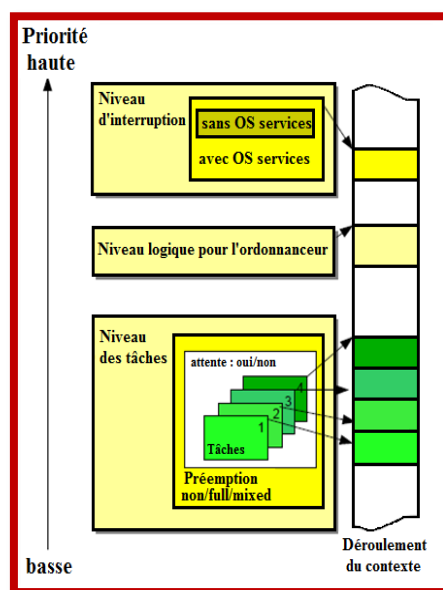 Priorité
haute
Niveau
d'interruption
sans OS services
avec OS services
Niveau logique pour l'ordonnanceur
Niveau
des tâches
attente : oui/non
4
3
2
1
Tâches
Préemption
non/full/mixed
basse
Déroulement
du contexte